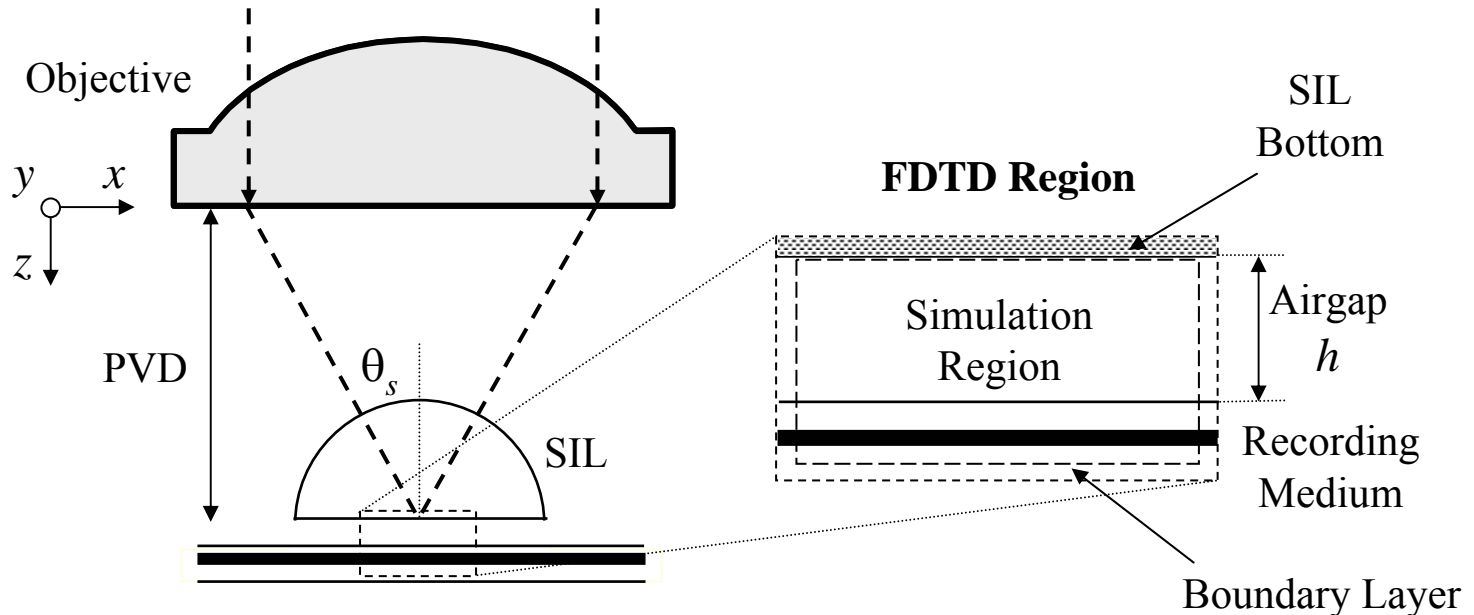 Objective
y
x
z
PVD
θs
SIL
FDTD Region
SIL
Bottom
Simulation
Region
Airgap
h
Recording
Medium
Boundary Layer